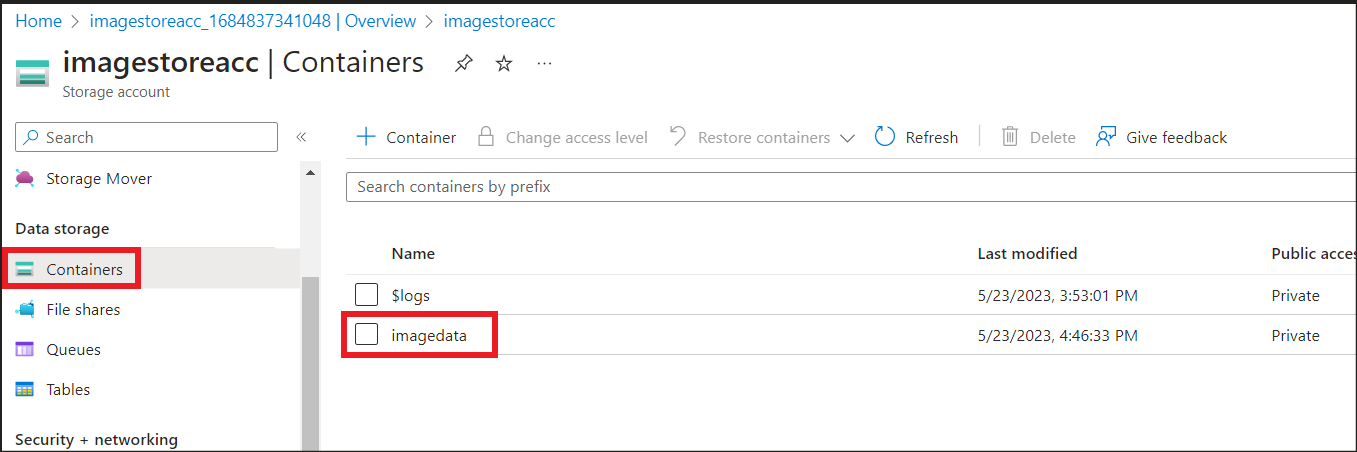 Home > imagestoreacc_1684837341048 | Overview > imagestoreacc
imagestoreacc | Containers
Storage account
Search
Storage Mover
Data storage
Containers
File shares
Queues
Tables
Security + networking
Container Change access level Restore containers Refresh Delete Give feedback
Search containers by prefix
Name Last modified Public acces
$logs 5/23/2023, 3:53:01 PM Private
imagedata 5/23/2023, 4:46:33 PM Private